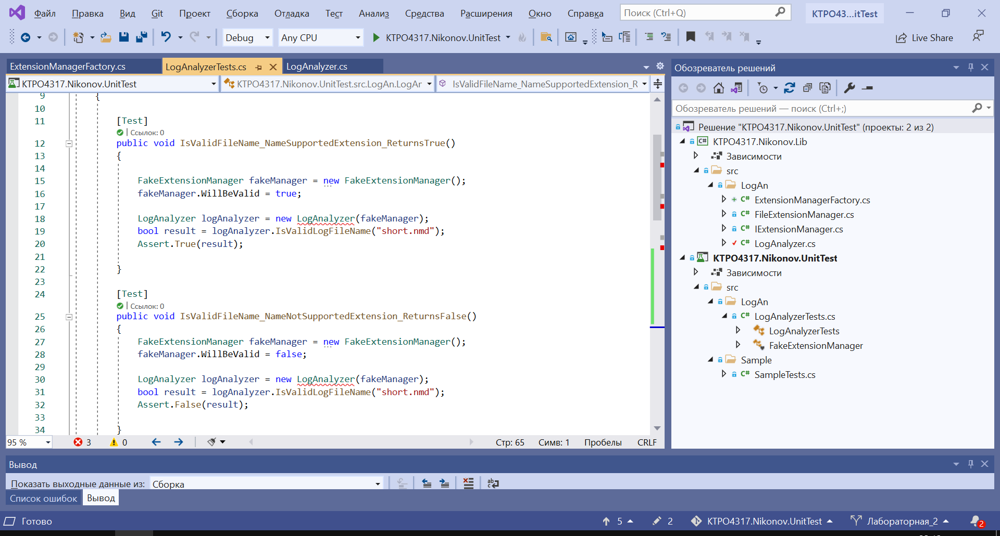 Файл Правка Вид Git Проект Сборка Отладка Тест Анализ Средства Расширения Окно Справка Поиск (Ctrl+Q) KTPO43...itTest
Debug Any CPU KTPO4317.Nikonov.UnitTest Live Share
ExtensionManagerFactory.cs LogAnalyzerTests.cs LogAnalyzer.cs
KTPO4317.Nikonov.UnitTest KTPO4317.Nikonov.UnitTest.src.LogAn.LogAr IsValidFileName_NameSupportedExtension_R
9 {
10
11 [Test]
Ссылок: 0
12 public void IsValidFileName_NameSupportedExtension_ReturnsTrue()
13 {
14
15 FakeExtensionManager fakeManager = new FakeExtensionManager();
16 fakeManager.WillBeValid = true;
17
18 LogAnalyzer logAnalyzer = new LogAnalyzer(fakeManager);
19 bool result = logAnalyzer.IsValidLogFileName("short.nmd");
20 Assert.True(result);
21
22 }
23
24 [Test]
Ссылок: 0
25 public void IsValidFileName_NameNotSupportedExtension_ReturnsFalse()
26 {
27 FakeExtensionManager fakeManager = new FakeExtensionManager();
28 fakeManager.WillBeValid = false;
29
30 LogAnalyzer logAnalyzer = new LogAnalyzer(fakeManager);
31 bool result = logAnalyzer.IsValidLogFileName("short.nmd");
32 Assert.False(result);
33
34 }
95 % 3 0 Стр: 65 Симв: 1 Пробелы CRLF
Обозреватель решений
Обозреватель решений — поиск (Ctrl+;)
Решение "KTPO4317.Nikonov.UnitTest" (проекты: 2 из 2)
C# KTPO4317.Nikonov.Lib
Зависимости
src
LogAn
C# ExtensionManagerFactory.cs
C# FileExtensionManager.cs
C# IExtensionManager.cs
C# LogAnalyzer.cs
KTPO4317.Nikonov.UnitTest
Зависимости
src
LogAn
C# LogAnalyzerTests.cs
LogAnalyzerTests
FakeExtensionManager
Sample
C# SampleTests.cs
Вывод
Показать выходные данные из: Сборка
Список ошибок Вывод
Готово 5 2 KTPO4317.Nikonov.UnitTest Лабораторная_2 2